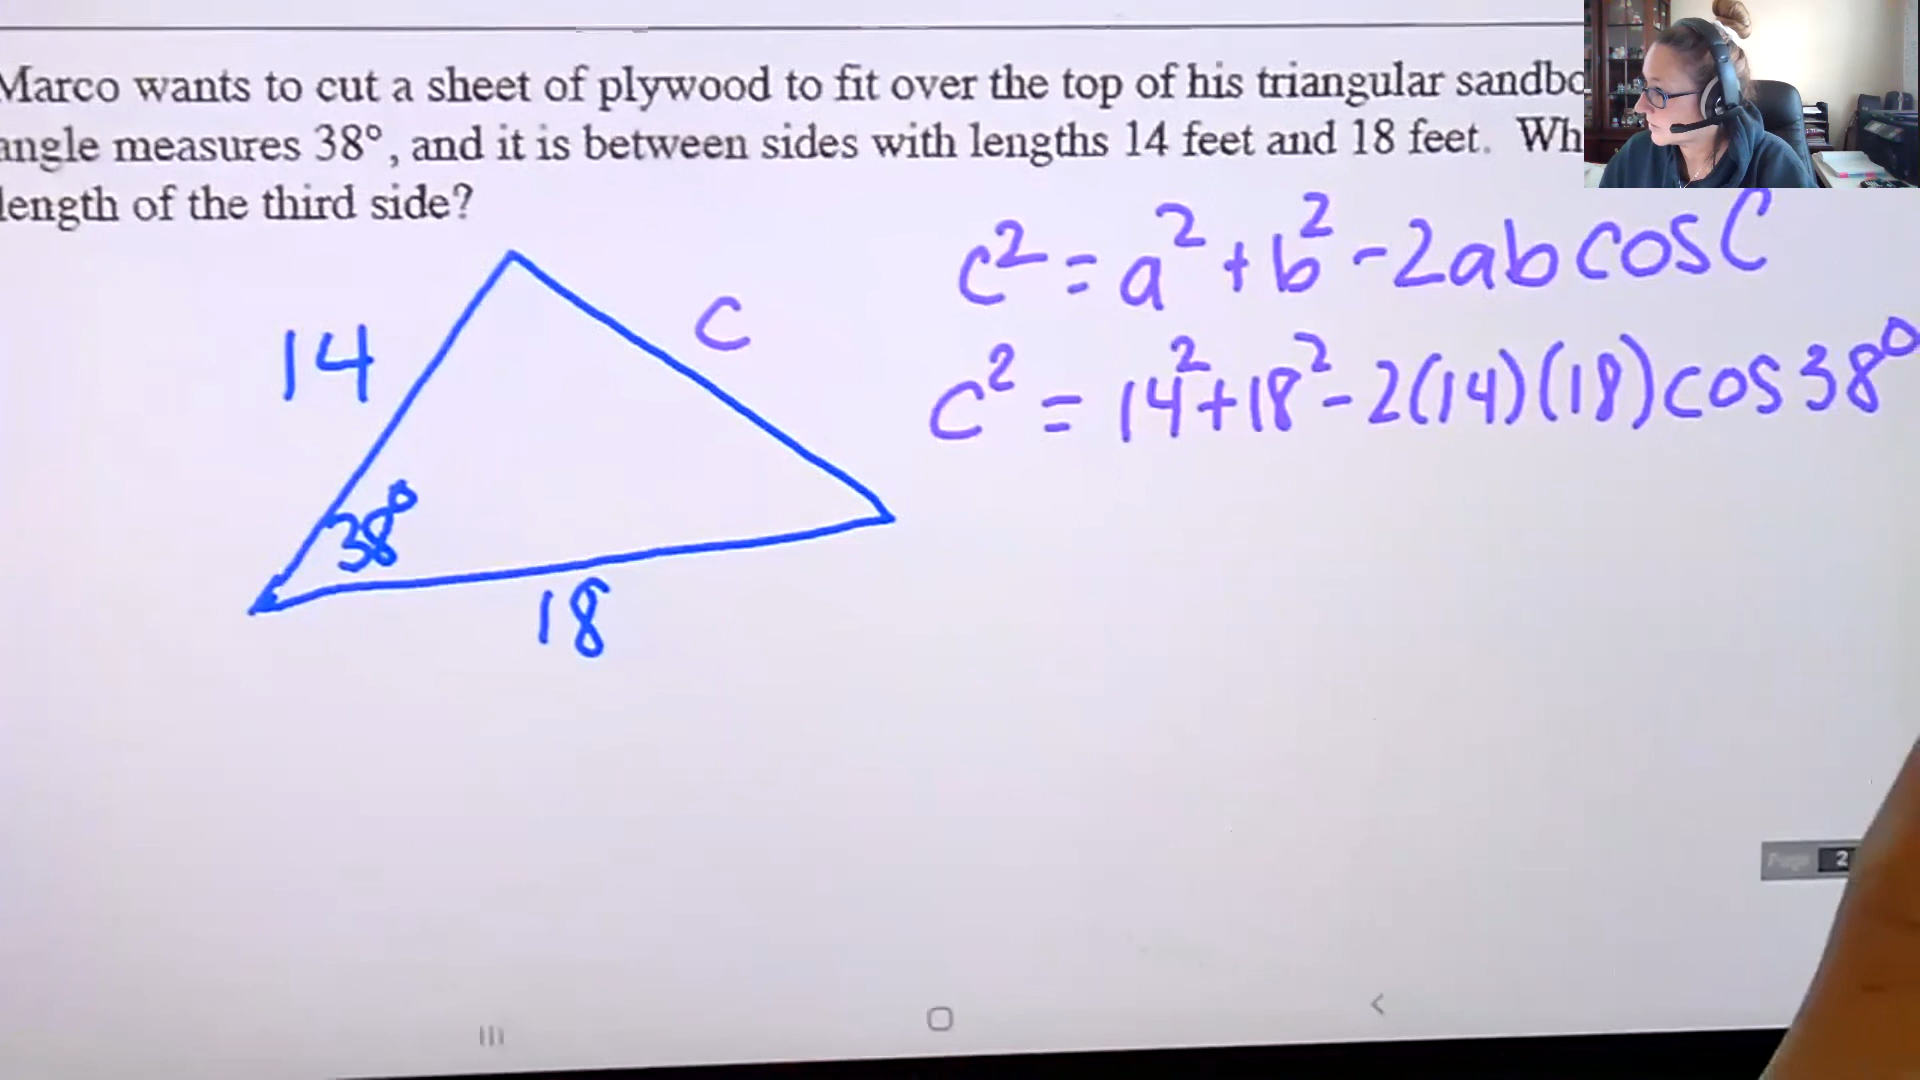 Marco wants to cut a sheet of plywood to fit over the top of his triangular
angle measures 38°, and it is between sides with lengths 14 feet and 18 feet.
length of the third side?
c² = a² + b² - 2ab cos C
c² = 14² + 18² - 2(14)(18) cos 38°
14
c
38°
18
Page 2